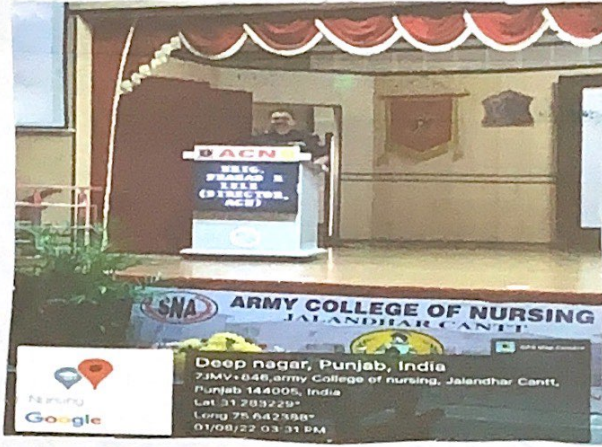 ACN
BRIG.
PRAHAD R
LELE
(DIRECTOR,
ACN)
SNA
ARMY COLLEGE OF NURSING
JALANDHAR CANTT
GPS Map Camera
Deep nagar, Punjab, India
7JMV+846,army College of nursing, Jalandhar Cantt,
Punjab 144005, India
Lat 31.283229°
Long 75.642388°
01/08/22 03:31 PM
Nursing
Google